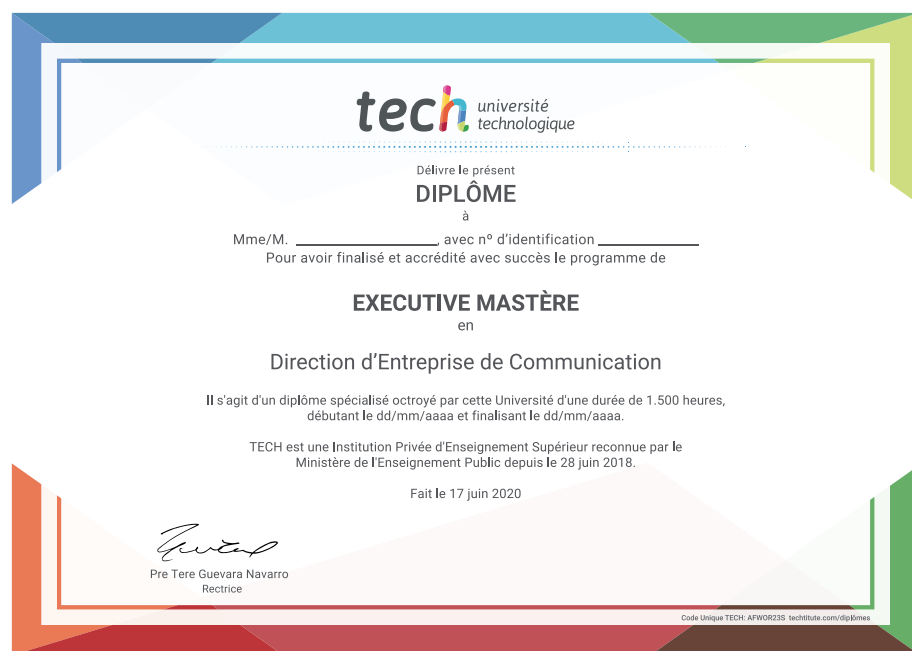 tech université
technologique
Délivre le présent
DIPLÔME
à
Mme/M. ____________________, avec nº d'identification ______________
Pour avoir finalisé et accrédité avec succès le programme de
EXECUTIVE MASTÈRE
en
Direction d'Entreprise de Communication
Il s'agit d'un diplôme spécialisé octroyé par cette Université d'une durée de 1.500 heures,
débutant le dd/mm/aaaa et finalisant le dd/mm/aaaa.
TECH est une Institution Privée d'Enseignement Supérieur reconnue par le
Ministère de l'Enseignement Public depuis le 28 juin 2018.
Fait le 17 juin 2020
Pre Tere Guevara Navarro
Rectrice
Code Unique TECH: AFWOR23S techtitute.com/diplômes